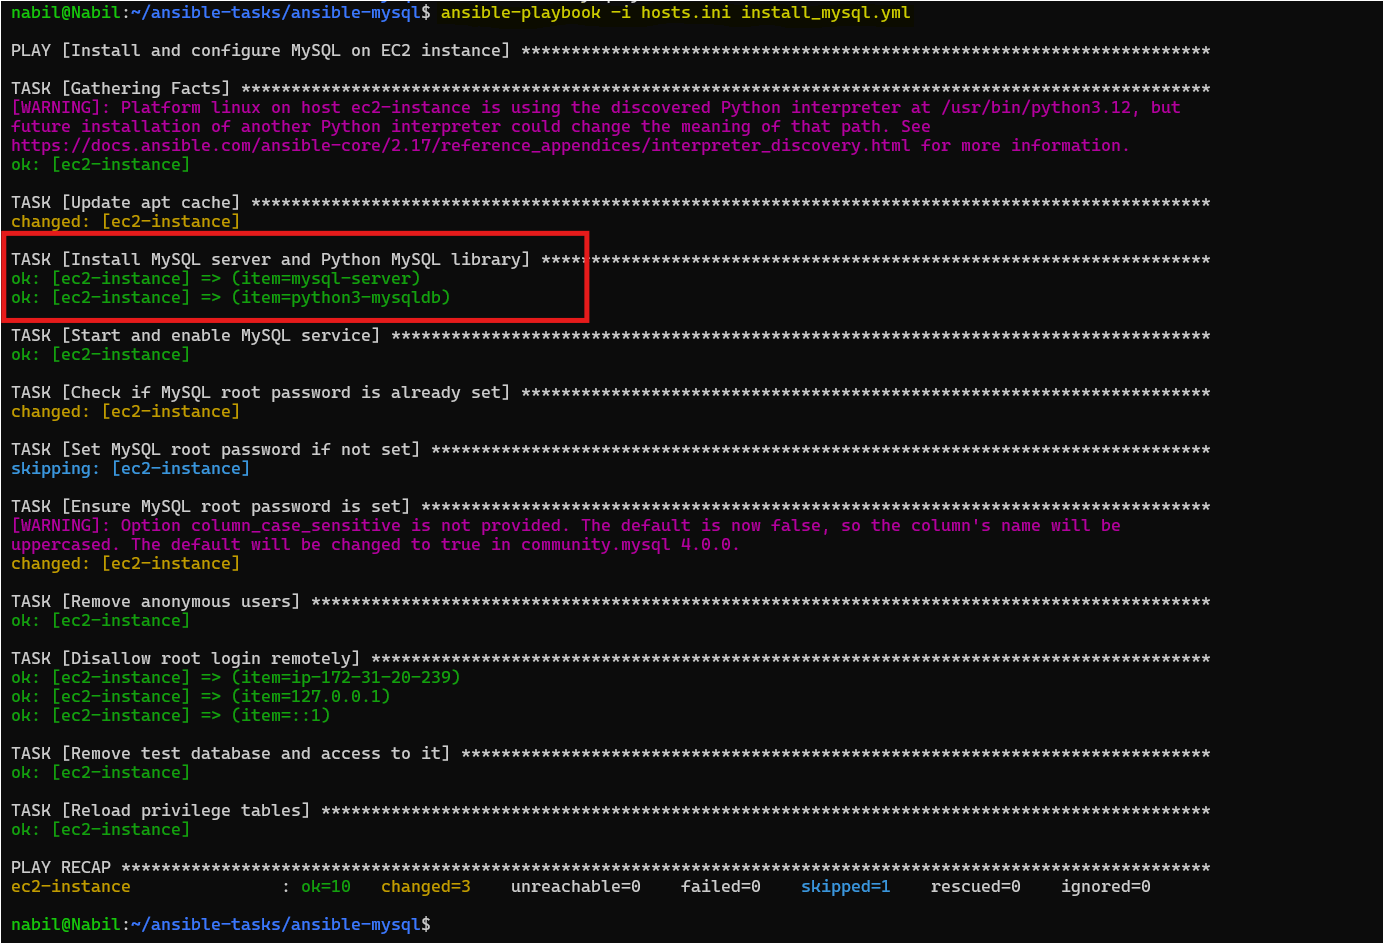 nabil@Nabil:~/ansible-tasks/ansible-mysql$ ansible-playbook -i hosts.ini install_mysql.yml
PLAY [Install and configure MySQL on EC2 instance] *********************************************************************
TASK [Gathering Facts] *************************************************************************************************
[WARNING]: Platform linux on host ec2-instance is using the discovered Python interpreter at /usr/bin/python3.12, but
future installation of another Python interpreter could change the meaning of that path. See
https://docs.ansible.com/ansible-core/2.17/reference_appendices/interpreter_discovery.html for more information.
ok: [ec2-instance]
TASK [Update apt cache] ************************************************************************************************
changed: [ec2-instance]
TASK [Install MySQL server and Python MySQL library] *******************************************************************
ok: [ec2-instance] => (item=mysql-server)
ok: [ec2-instance] => (item=python3-mysqldb)
TASK [Start and enable MySQL service] **********************************************************************************
ok: [ec2-instance]
TASK [Check if MySQL root password is already set] *********************************************************************
changed: [ec2-instance]
TASK [Set MySQL root password if not set] ******************************************************************************
skipping: [ec2-instance]
TASK [Ensure MySQL root password is set] *******************************************************************************
[WARNING]: Option column_case_sensitive is not provided. The default is now false, so the column's name will be
uppercased. The default will be changed to true in community.mysql 4.0.0.
changed: [ec2-instance]
TASK [Remove anonymous users] ******************************************************************************************
ok: [ec2-instance]
TASK [Disallow root login remotely] ************************************************************************************
ok: [ec2-instance] => (item=ip-172-31-20-239)
ok: [ec2-instance] => (item=127.0.0.1)
ok: [ec2-instance] => (item=::1)
TASK [Remove test database and access to it] ***************************************************************************
ok: [ec2-instance]
TASK [Reload privilege tables] *****************************************************************************************
ok: [ec2-instance]
PLAY RECAP *************************************************************************************************************
ec2-instance               : ok=10   changed=3    unreachable=0    failed=0    skipped=1    rescued=0    ignored=0
nabil@Nabil:~/ansible-tasks/ansible-mysql$